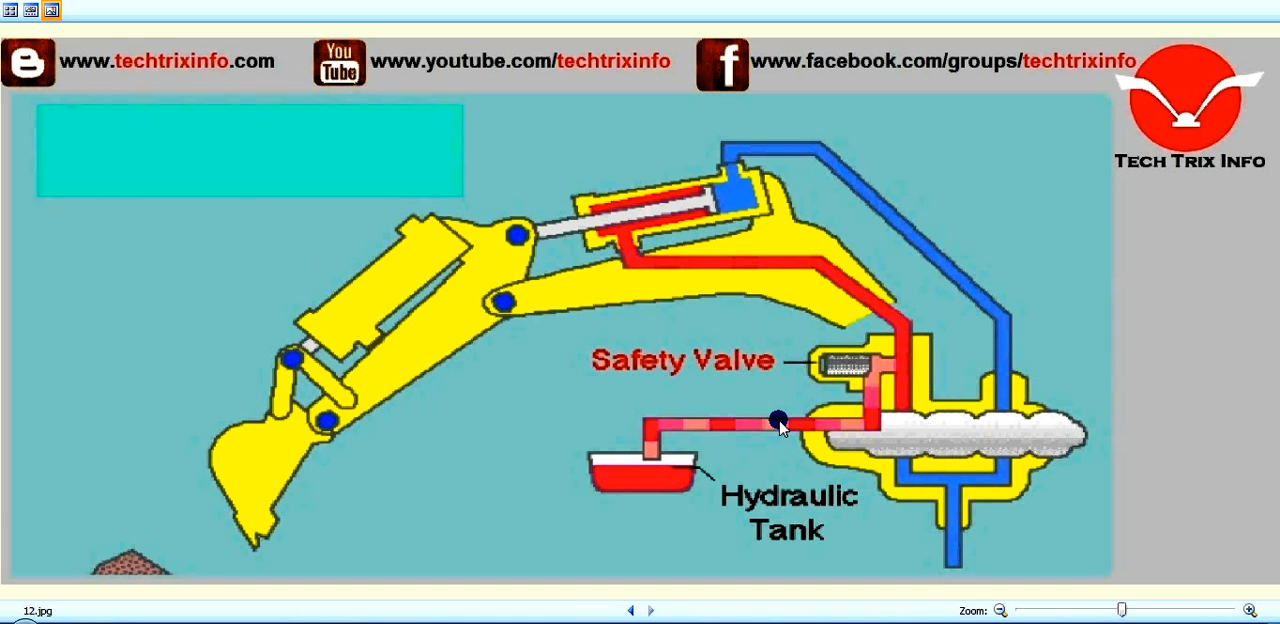 www.techtrixinfo.com
You
Tube
www.youtube.com/techtrixinfo
f
www.facebook.com/groups/techtrixinfo
TECH TRIX INFO
Safety Valve
Hydraulic
Tank
12.jpg
Zoom: